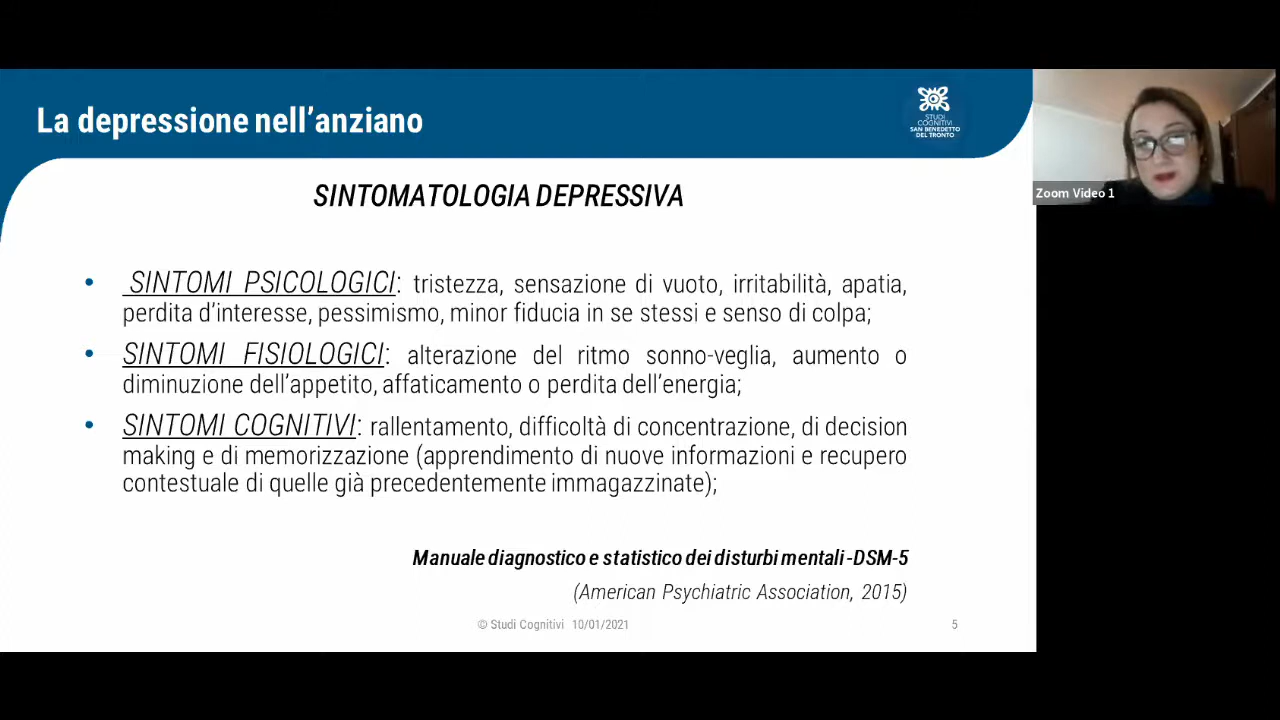 La depressione nell'anziano
STUDI
COGNITIVI
SAN BENEDETTO
DEL TRONTO
Zoom Video 1
SINTOMATOLOGIA DEPRESSIVA
• SINTOMI PSICOLOGICI: tristezza, sensazione di vuoto, irritabilità, apatia,
perdita d'interesse, pessimismo, minor fiducia in se stessi e senso di colpa;
• SINTOMI FISIOLOGICI: alterazione del ritmo sonno-veglia, aumento o
diminuzione dell'appetito, affaticamento o perdita dell'energia;
• SINTOMI COGNITIVI: rallentamento, difficoltà di concentrazione, di decision
making e di memorizzazione (apprendimento di nuove informazioni e recupero
contestuale di quelle già precedentemente immagazzinate);
Manuale diagnostico e statistico dei disturbi mentali -DSM-5
(American Psychiatric Association, 2015)
© Studi Cognitivi 10/01/2021
5